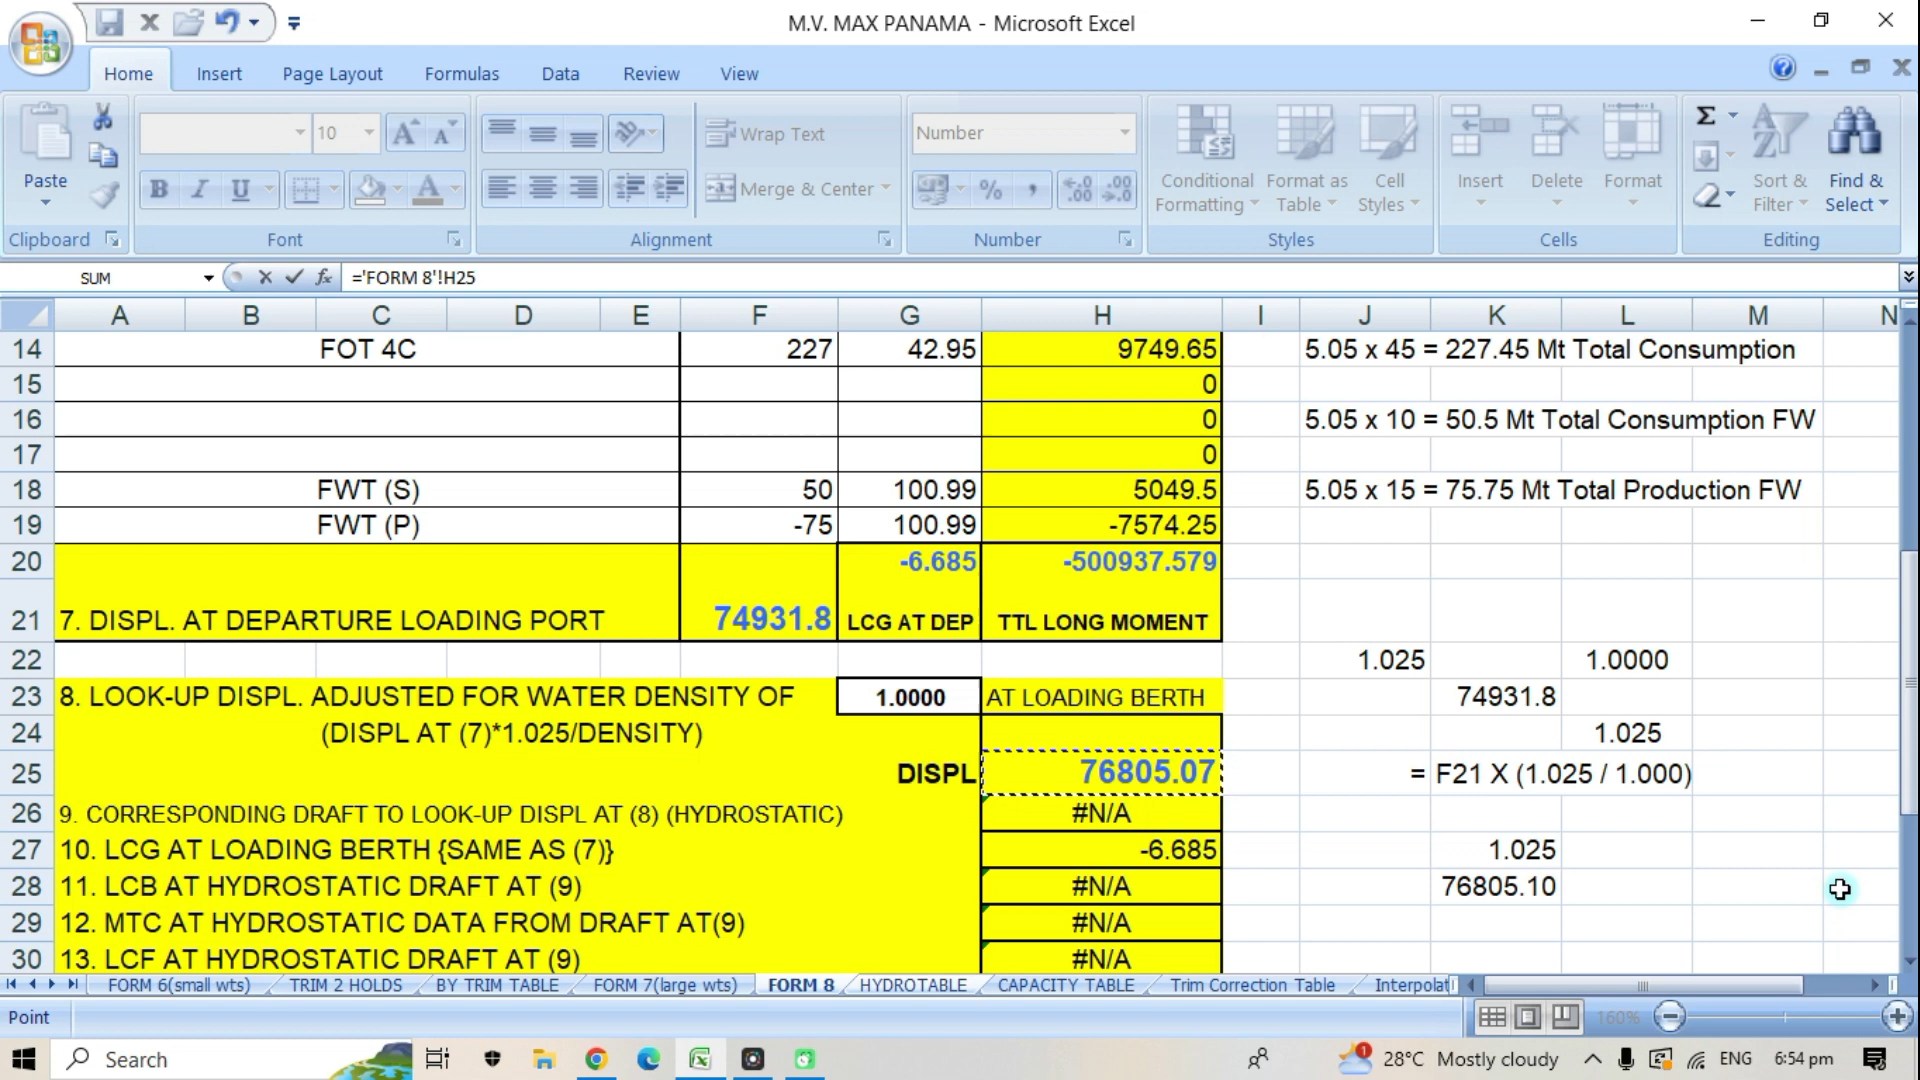 M.V. MAX PANAMA - Microsoft Excel
Home Insert Page Layout Formulas Data Review View
Paste
10
B I U
Wrap Text
Merge & Center
Number
Conditional Formatting
Format as Table
Cell Styles
Insert
Delete
Format
Sort & Filter
Find & Select
Clipboard Font Alignment Number Styles Cells Editing
SUM ='FORM 8'!H25
A B C D E F G H I J K L M N
14 FOT 4C 227 42.95 9749.65 5.05 x 45 = 227.45 Mt Total Consumption
15 0
16 0 5.05 x 10 = 50.5 Mt Total Consumption FW
17 0
18 FWT (S) 50 100.99 5049.5 5.05 x 15 = 75.75 Mt Total Production FW
19 FWT (P) -75 100.99 -7574.25
20 -6.685 -500937.579
21 7. DISPL. AT DEPARTURE LOADING PORT 74931.8 LCG AT DEP TTL LONG MOMENT
22 1.025 1.0000
23 8. LOOK-UP DISPL. ADJUSTED FOR WATER DENSITY OF 1.0000 AT LOADING BERTH 74931.8
24 (DISPL AT (7)*1.025/DENSITY) 1.025
25 DISPL 76805.07 = F21 X (1.025 / 1.000)
26 9. CORRESPONDING DRAFT TO LOOK-UP DISPL AT (8) (HYDROSTATIC) #N/A
27 10. LCG AT LOADING BERTH {SAME AS (7)} -6.685 1.025
28 11. LCB AT HYDROSTATIC DRAFT AT (9) #N/A 76805.10
29 12. MTC AT HYDROSTATIC DATA FROM DRAFT AT(9) #N/A
30 13. LCF AT HYDROSTATIC DRAFT AT (9) #N/A
FORM 6(small wts) TRIM 2 HOLDS BY TRIM TABLE FORM 7(large wts) FORM 8 HYDROTABLE CAPACITY TABLE Trim Correction Table Interpolat
Point 160%
Search 28°C Mostly cloudy ENG 6:54 pm